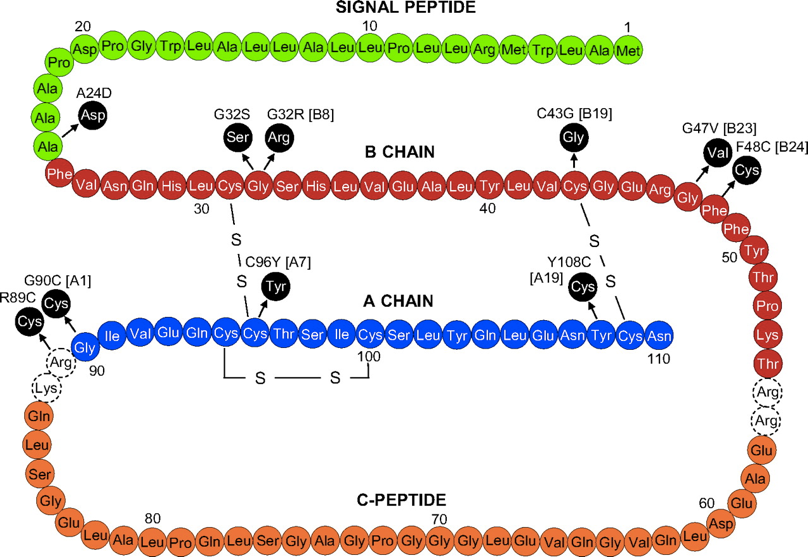 SIGNAL PEPTIDE
20 10 1
Asp Pro Gly Trp Leu Ala Leu Leu Ala Leu Leu Pro Leu Leu Arg Met Trp Leu Ala Met
Pro
Ala
Ala
Ala
A24D
Asp
G32S G32R [B8]
Ser Arg
C43G [B19]
Gly
G47V [B23]
Val
F48C [B24]
Cys
B CHAIN
Phe Val Asn Gln His Leu Cys Gly Ser His Leu Val Glu Ala Leu Tyr Leu Val Cys Gly Glu Arg Gly Phe Phe Tyr Thr Pro Lys Thr
30 40 50
S S
S S
C96Y [A7]
Tyr
Y108C
[A19]
Cys
G90C [A1]
Cys
R89C
Cys
A CHAIN
Gly Ile Val Glu Gln Cys Cys Thr Ser Ile Cys Ser Leu Tyr Gln Leu Glu Asn Tyr Cys Asn
90 100 110
S S
Arg
Lys
Arg
Arg
Gln
Leu
Ser
Gly
Glu
Glu
Ala
Glu
Asp
C-PEPTIDE
80 70 60
Leu Ala Leu Pro Gln Leu Ser Gly Ala Gly Pro Gly Gly Gly Leu Glu Val Gln Gly Val Gln Leu